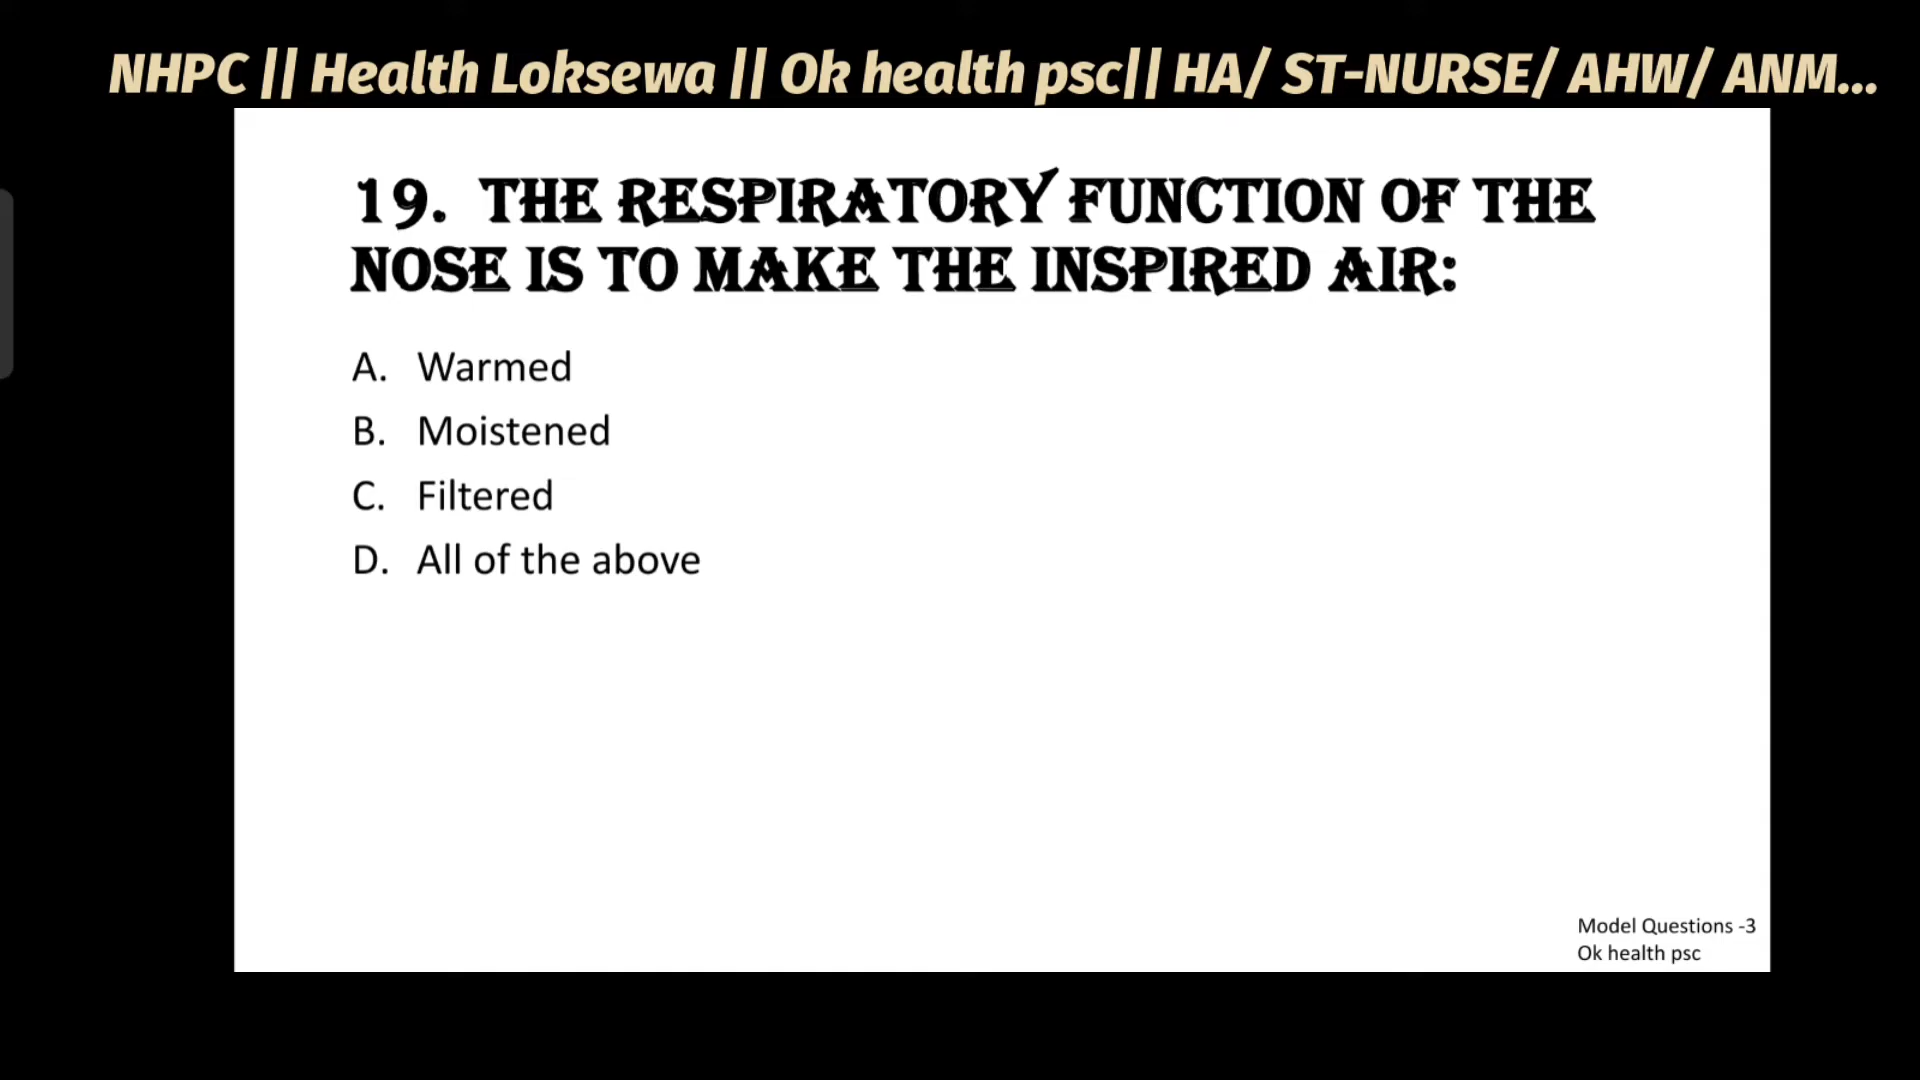 NHPC || Health Loksewa || Ok health psc|| HA/ ST-NURSE/ AHW/ ANM...
19. THE RESPIRATORY FUNCTION OF THE
NOSE IS TO MAKE THE INSPIRED AIR:
A. Warmed
B. Moistened
C. Filtered
D. All of the above
Model Questions -3
Ok health psc